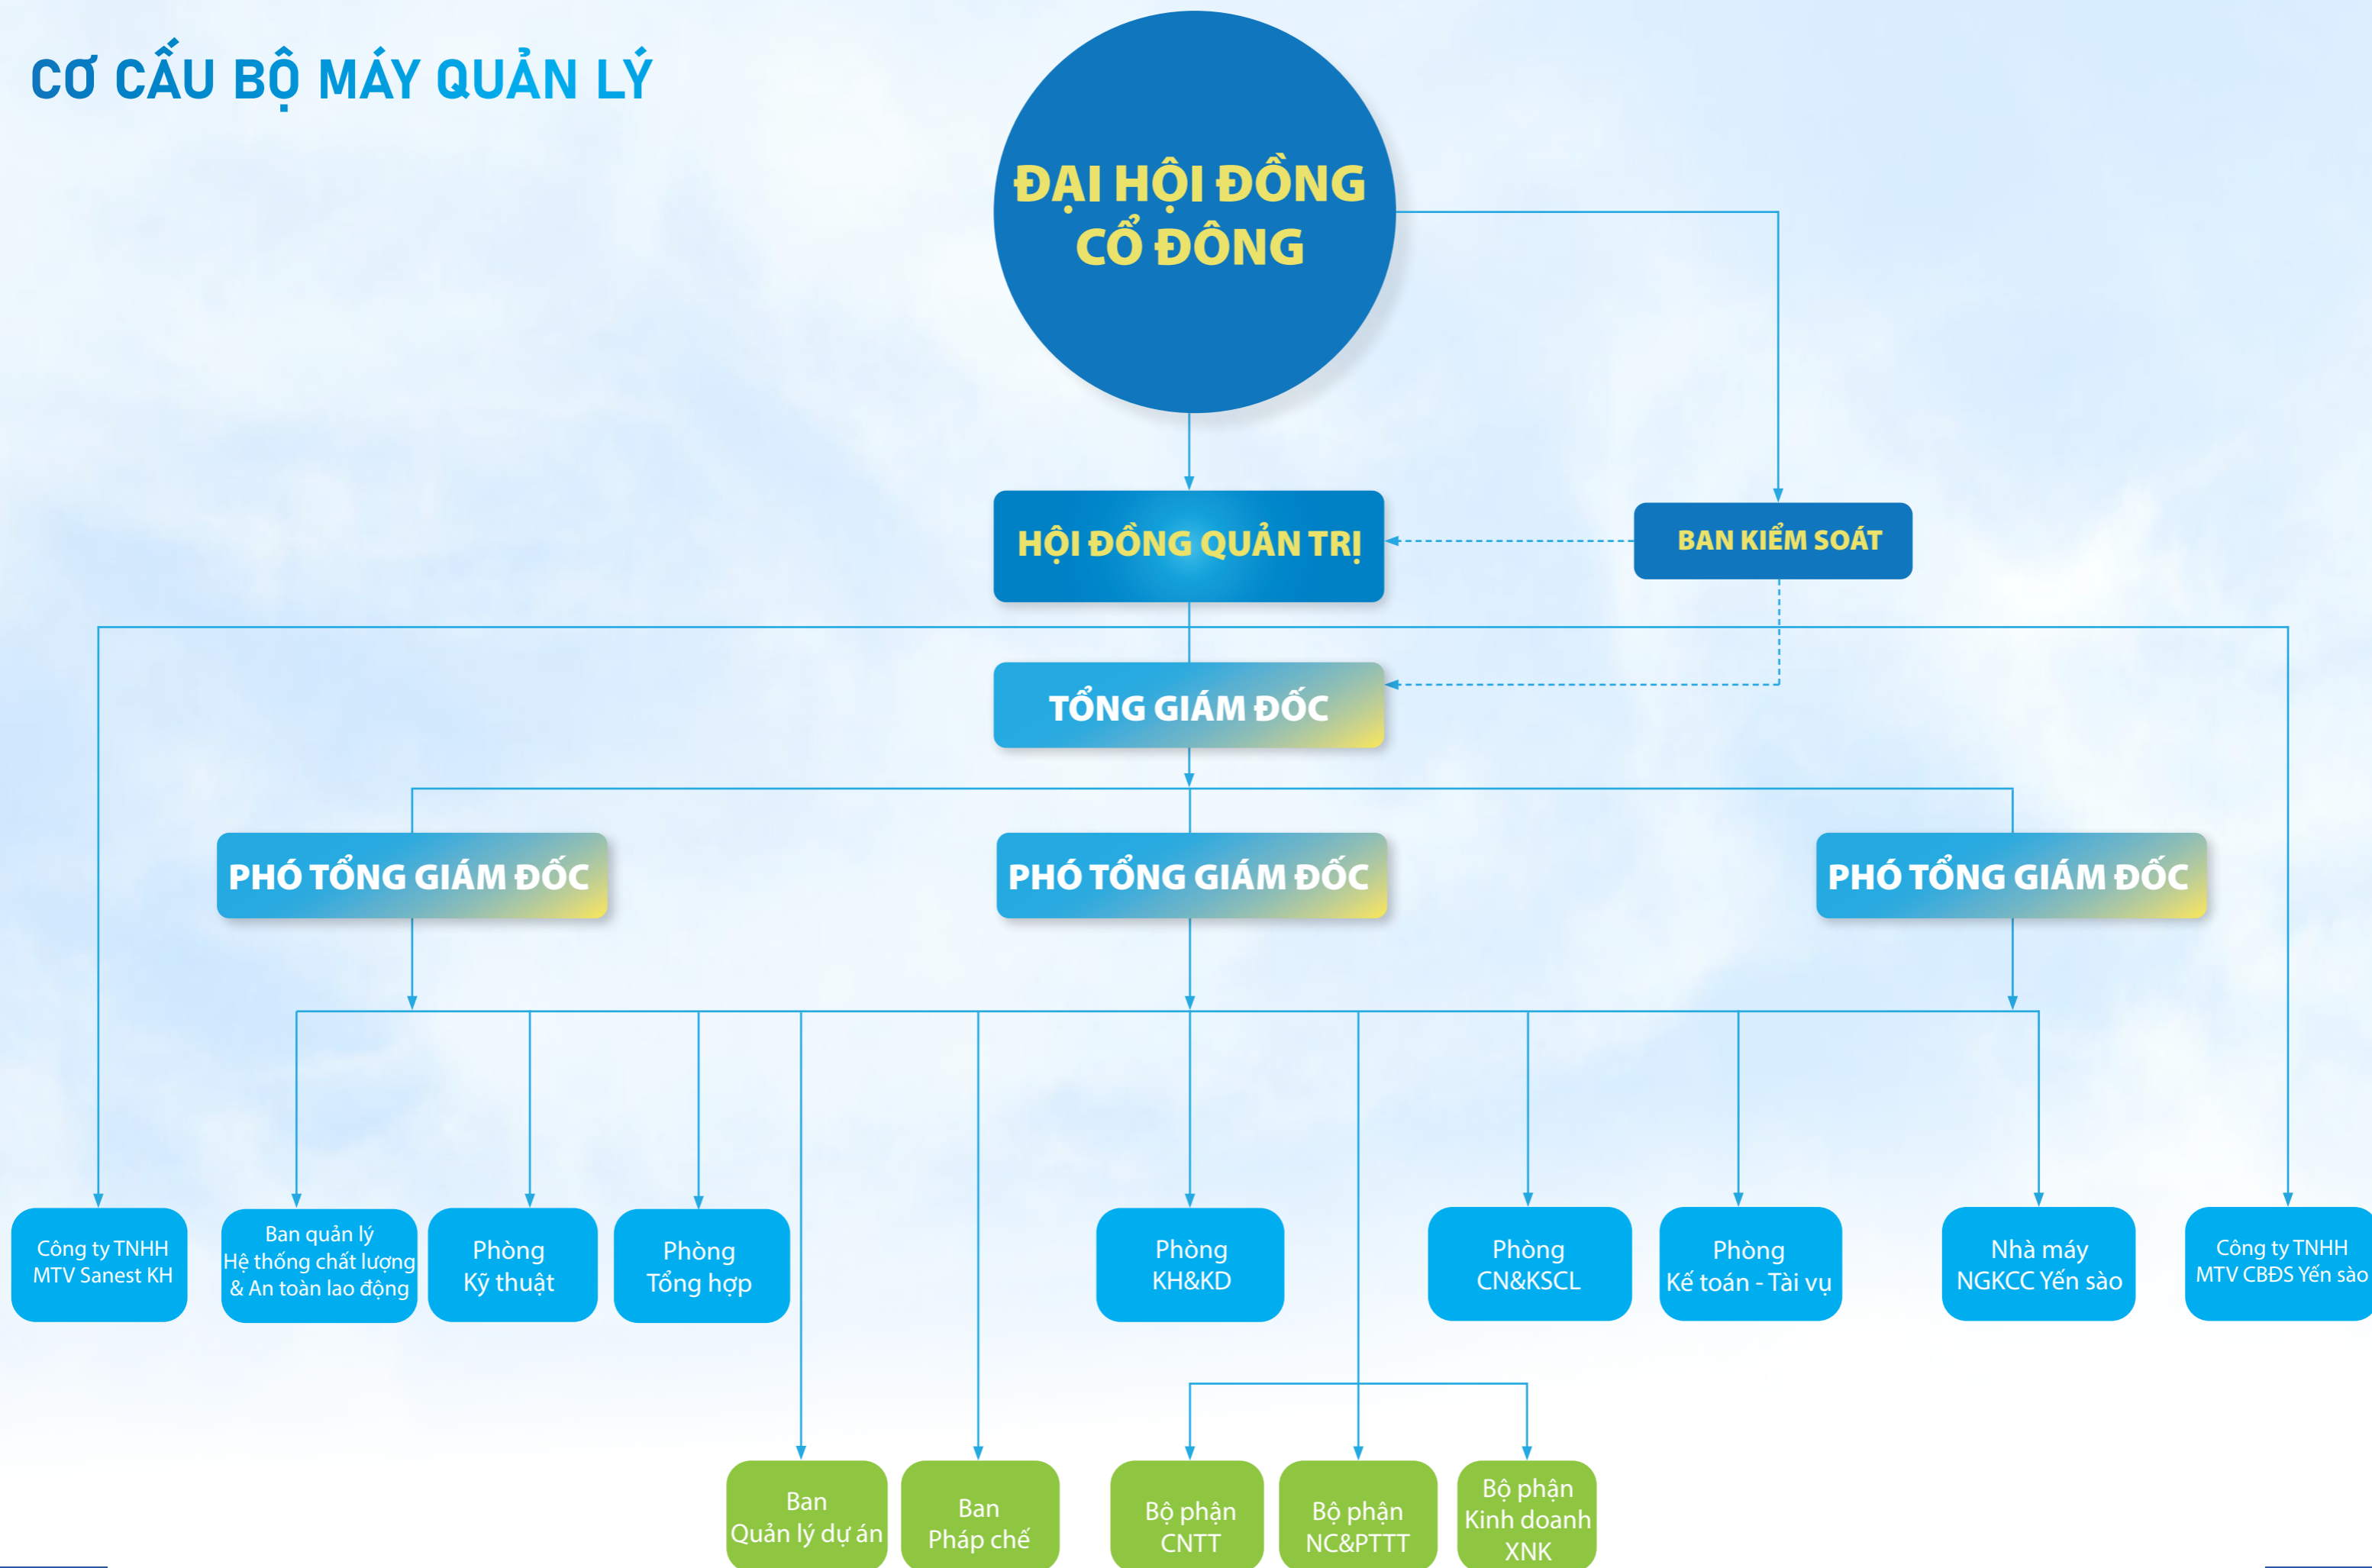 CƠ CẤU BỘ MÁY QUẢN LÝ
ĐẠI HỘI ĐỒNG
CỔ ĐÔNG
HỘI ĐỒNG QUẢN TRỊ
BAN KIỂM SOÁT
TỔNG GIÁM ĐỐC
PHÓ TỔNG GIÁM ĐỐC
PHÓ TỔNG GIÁM ĐỐC
PHÓ TỔNG GIÁM ĐỐC
Công ty TNHH
MTV Sanest KH
Ban quản lý
Hệ thống chất lượng
& An toàn lao động
Phòng
Kỹ thuật
Phòng
Tổng hợp
Phòng
KH&KD
Phòng
CN&KSCL
Phòng
Kế toán - Tài vụ
Nhà máy
NGKCC Yến sào
Công ty TNHH
MTV CBĐS Yến sào
Ban
Quản lý dự án
Ban
Pháp chế
Bộ phận
CNTT
Bộ phận
NC&PTTT
Bộ phận
Kinh doanh
XNK